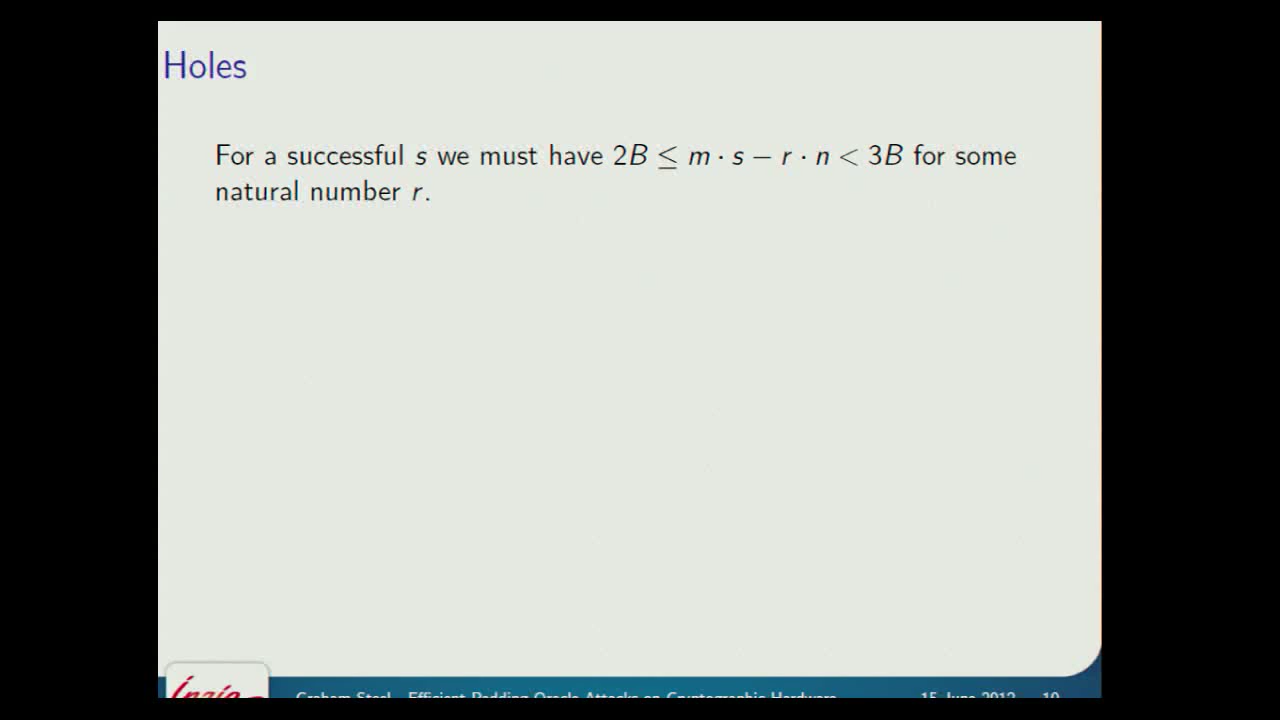 Holes
For a successful s we must have 2B ≤ m · s − r · n < 3B for some
natural number r.
Inria
Graham Steel - Efficient Padding Oracle Attacks on Cryptographic Hardware 15 June 2012 10